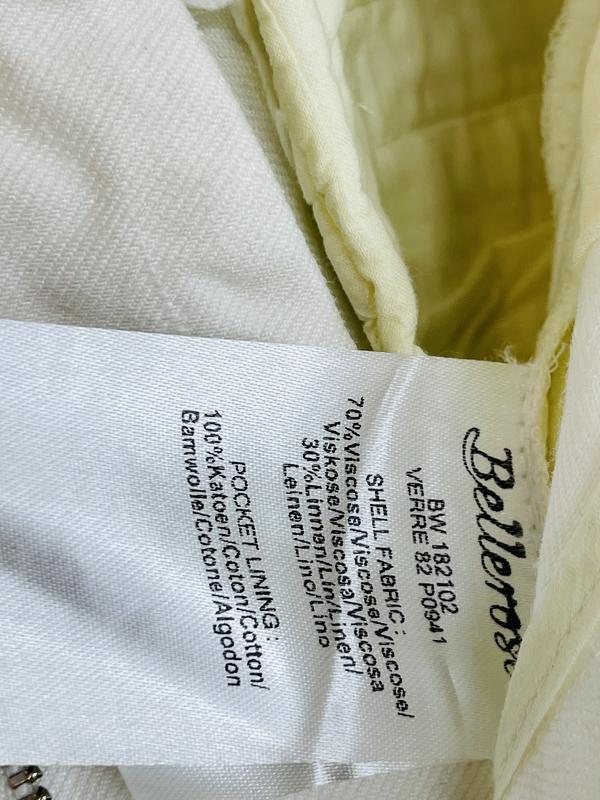 Bellerose
BW 182102
VERRE 82 P0941
SHELL FABRIC :
70%Viscose/Viscose/Viscose/
Viskose/Viscosa/Viscosa
30%Linnen/Lin/Linen/
Leinen/Lino/Lino
POCKET LINING :
100%Katoen/Coton/Cotton/
Bamwolle/Cotone/Algodon